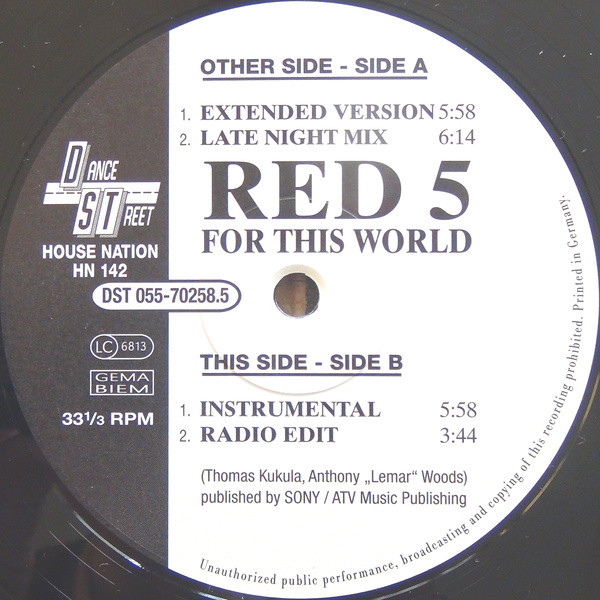 OTHER SIDE - SIDE A
1. EXTENDED VERSION 5:58
2. LATE NIGHT MIX 6:14
RED 5
FOR THIS WORLD
DANCE
STREET
HOUSE NATION
HN 142
DST 055-70258.5
LC 6813
GEMA
BIEM
33 1/3 RPM
THIS SIDE - SIDE B
1. INSTRUMENTAL 5:58
2. RADIO EDIT 3:44
(Thomas Kukula, Anthony „Lemar“ Woods)
published by SONY / ATV Music Publishing
Unauthorized public performance, broadcasting and copying of this recording prohibited. Printed in Germany.